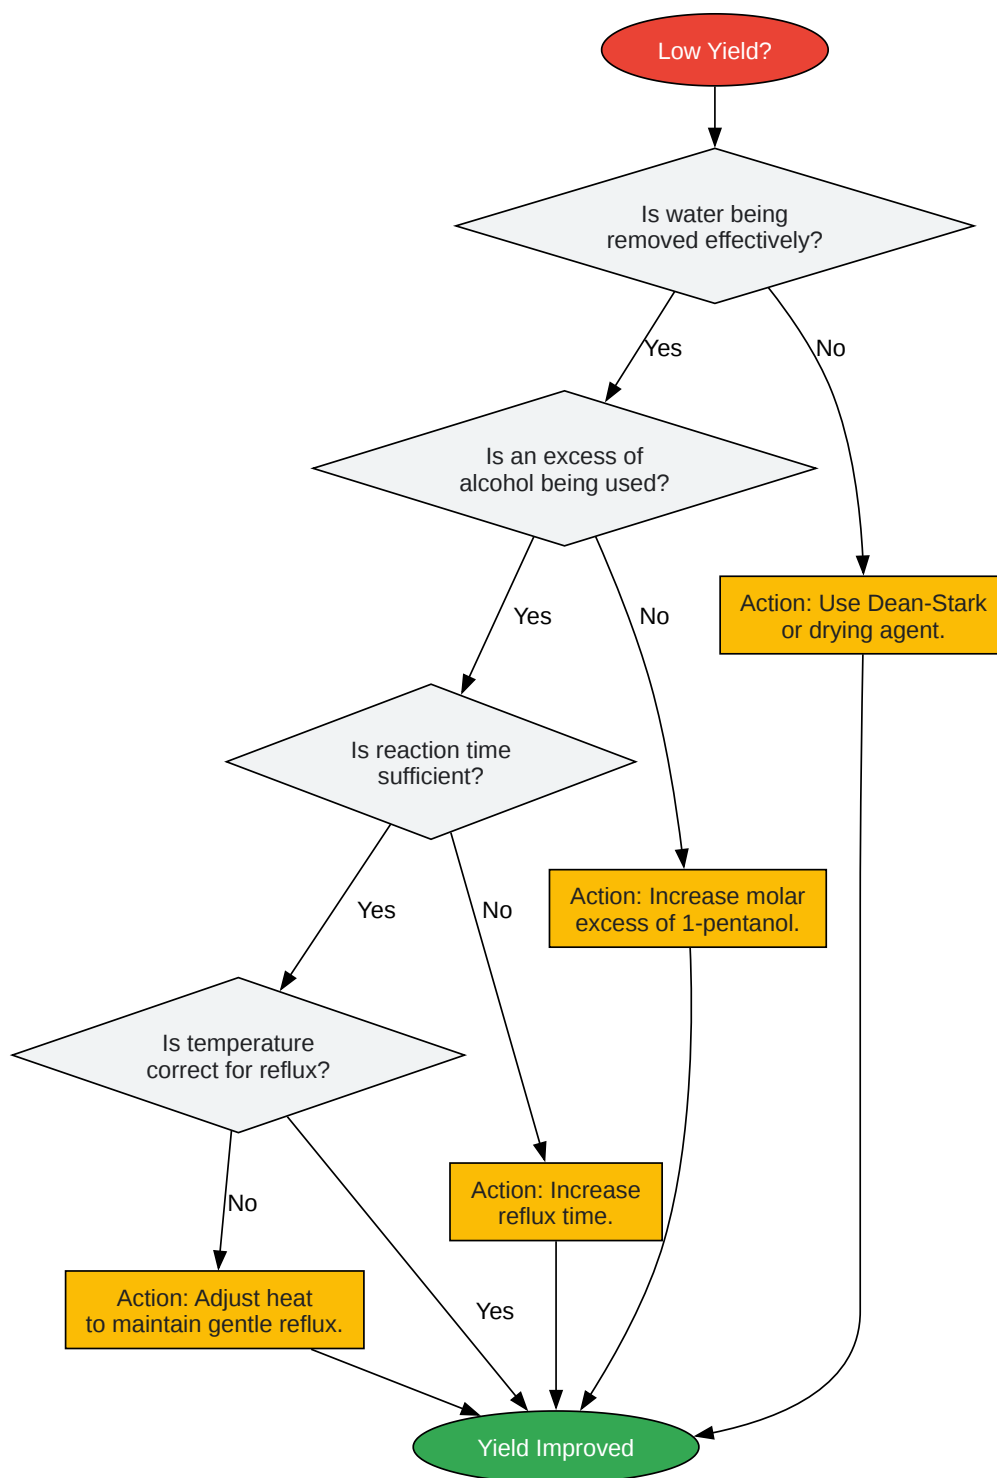 Low Yield?
Is water being
removed effectively?
Yes
No
Is an excess of
alcohol being used?
Action: Use Dean-Stark
or drying agent.
Yes
No
Is reaction time
sufficient?
Action: Increase molar
excess of 1-pentanol.
Yes
No
Is temperature
correct for reflux?
Action: Increase
reflux time.
No
Yes
Action: Adjust heat
to maintain gentle reflux.
Yield Improved